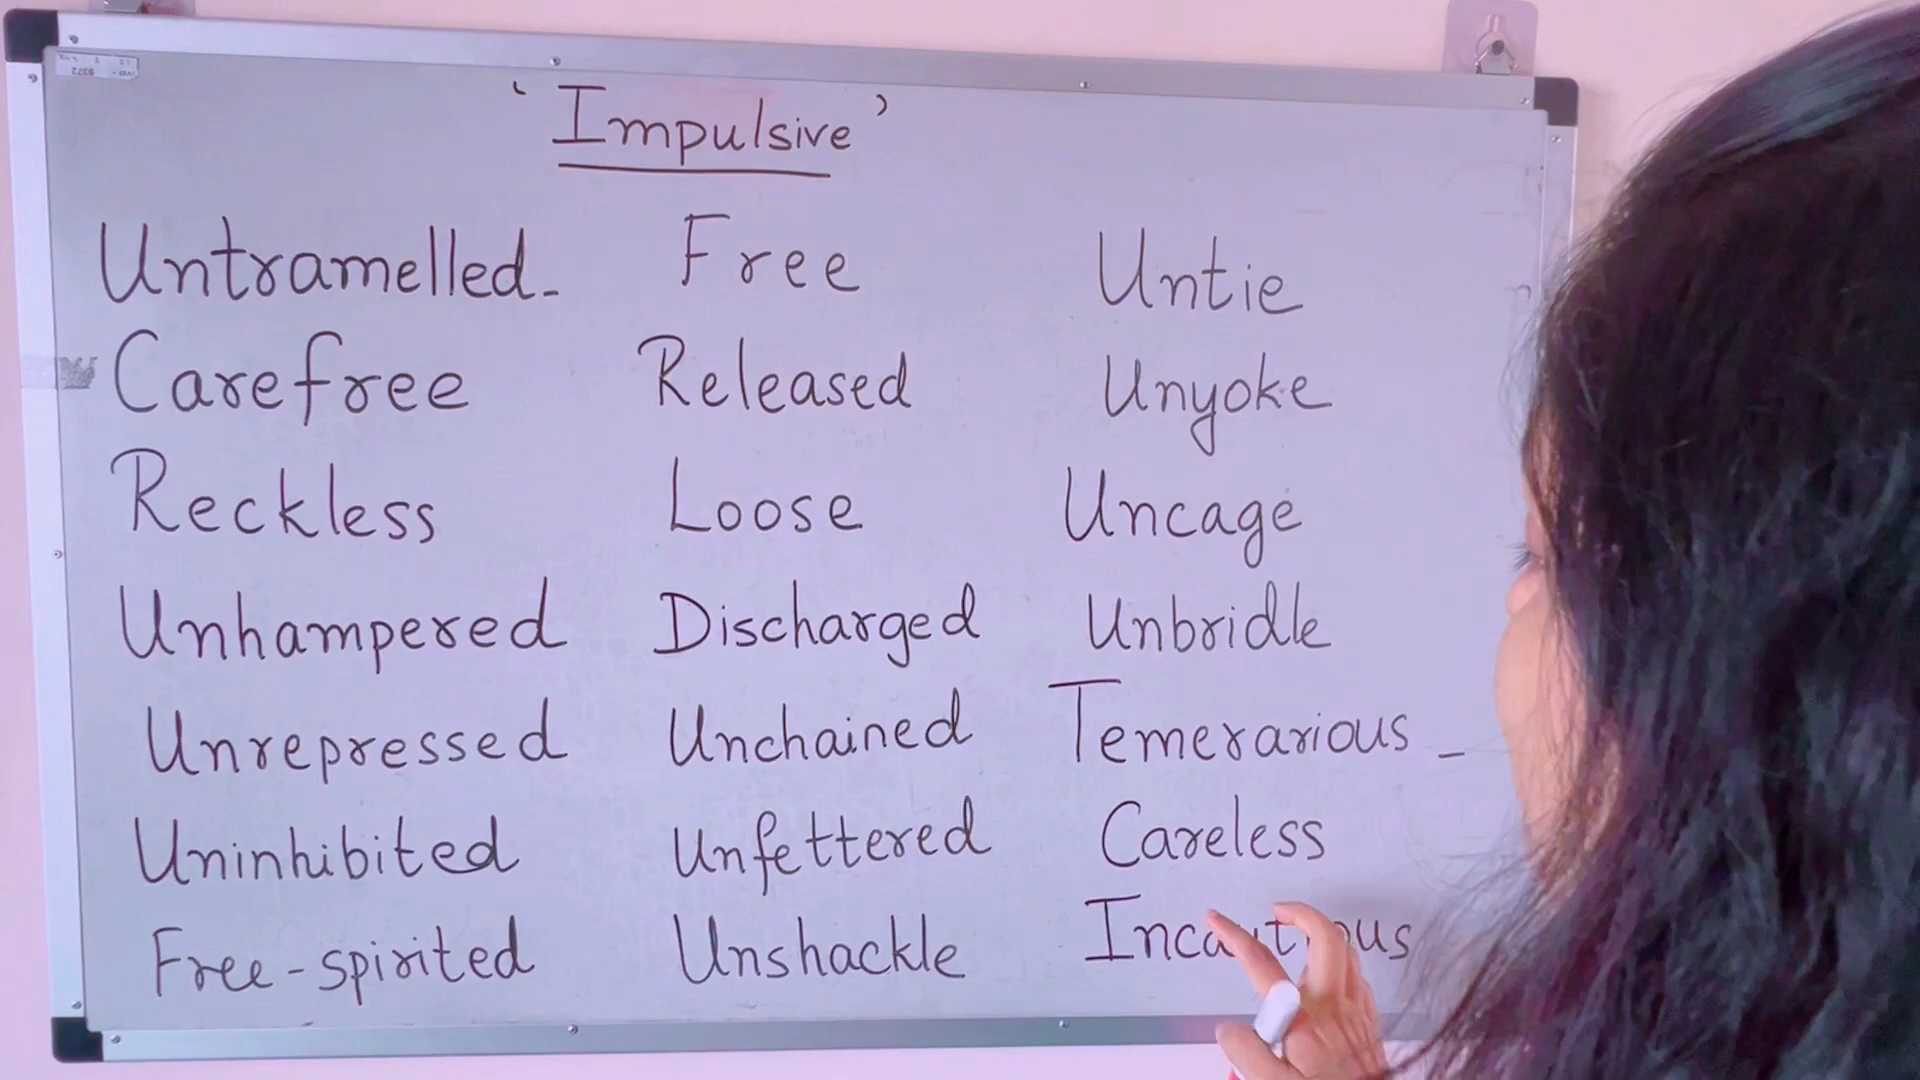 'Impulsive'
Untramelled- Free Untie
Carefree Released Unyoke
Reckless Loose Uncage
Unhampered Discharged Unbridle
Unrepressed Unchained Temerarious -
Uninhibited Unfettered Careless
Free-spirited Unshackle Incautious